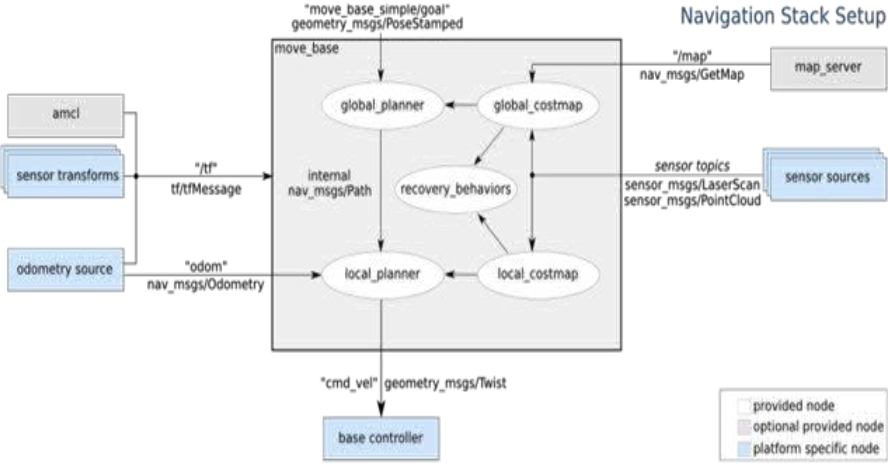 Navigation Stack Setup
"move_base_simple/goal"
geometry_msgs/PoseStamped
move_base
"/map"
nav_msgs/GetMap
map_server
global_planner
global_costmap
amcl
sensor transforms
"/tf"
tf/tfMessage
internal
nav_msgs/Path
recovery_behaviors
sensor topics
sensor_msgs/LaserScan
sensor_msgs/PointCloud
sensor sources
odometry source
"odom"
nav_msgs/Odometry
local_planner
local_costmap
"cmd_vel" geometry_msgs/Twist
base controller
provided node
optional provided node
platform specific node